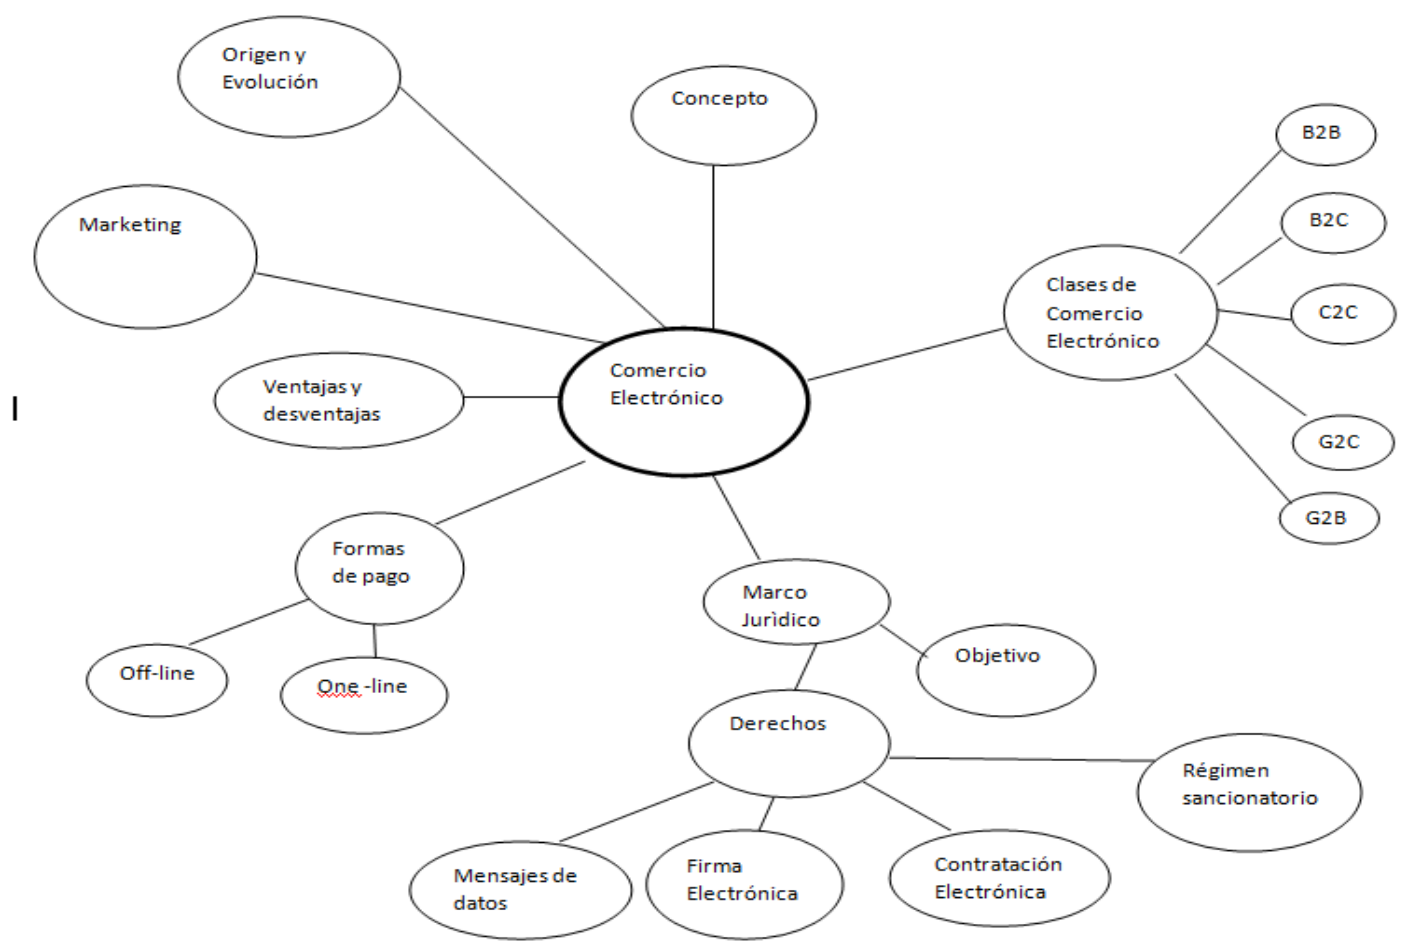 Origen y
Evolución
Concepto
B2B
Marketing
B2C
Clases de
Comercio
Electrónico
C2C
Comercio
Electrónico
Ventajas y
desventajas
G2C
G2B
Formas
de pago
Marco
Jurìdico
Off-line
One -line
Objetivo
Derechos
Régimen
sancionatorio
Mensajes de
datos
Firma
Electrónica
Contratación
Electrónica